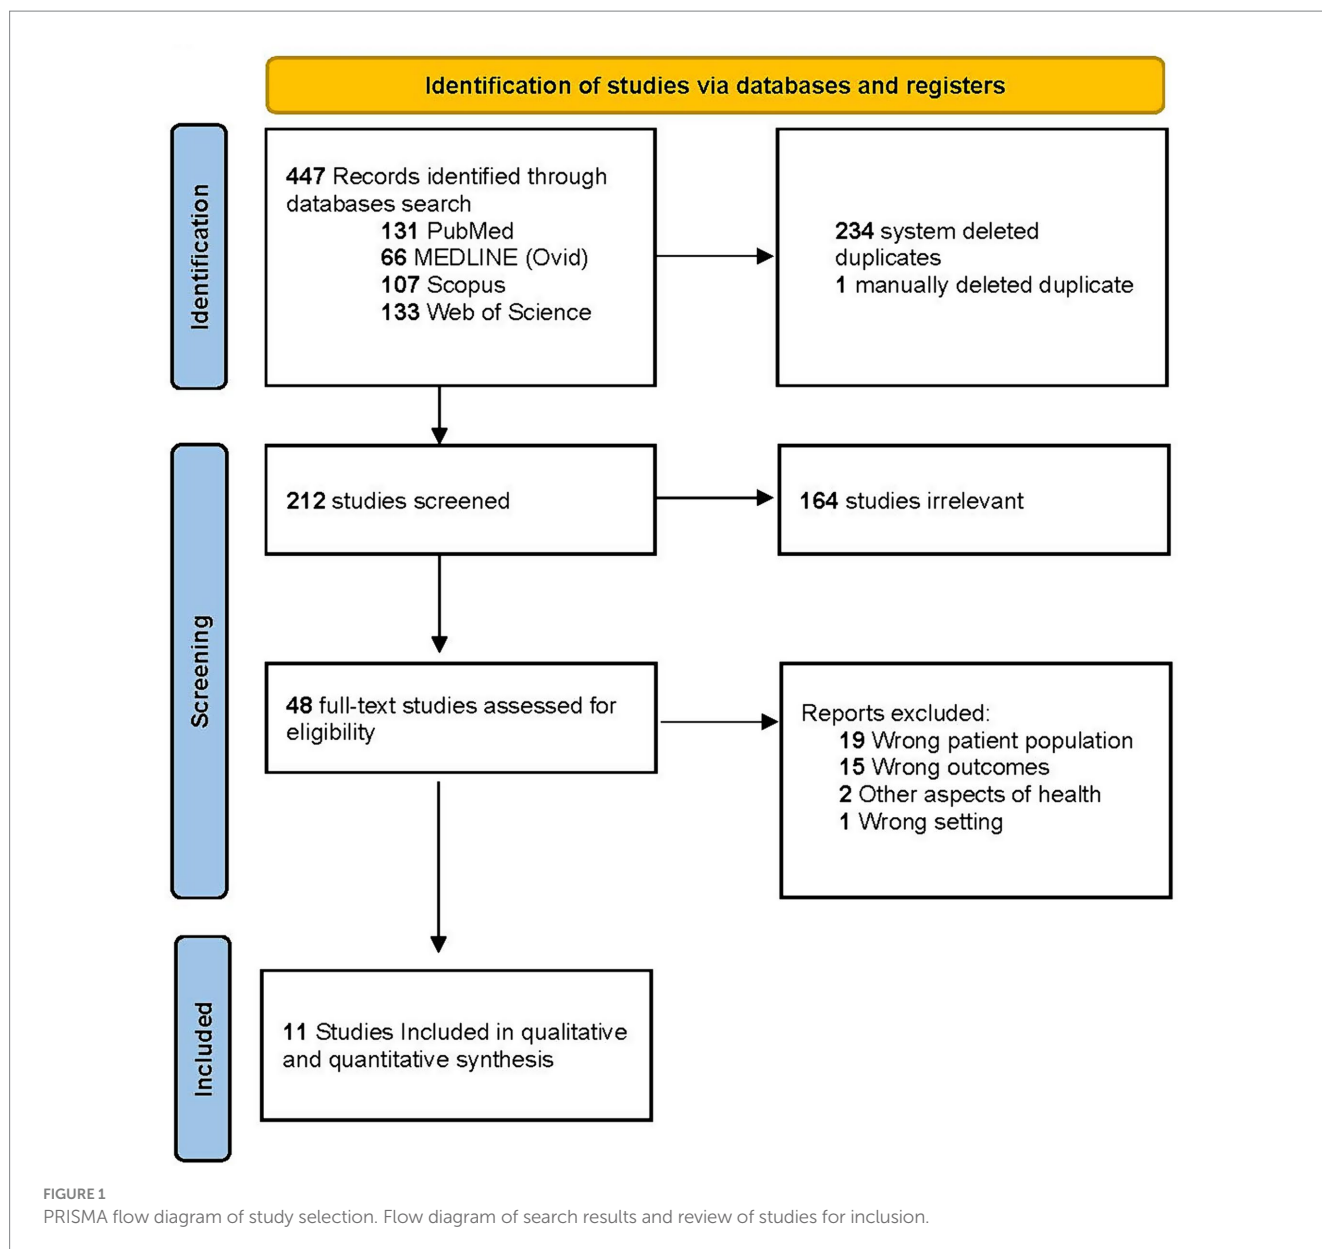 Identification of studies via databases and registers
Identification
447 Records identified through
databases search
131 PubMed
66 MEDLINE (Ovid)
107 Scopus
133 Web of Science
234 system deleted
duplicates
1 manually deleted duplicate
Screening
212 studies screened
164 studies irrelevant
48 full-text studies assessed for
eligibility
Reports excluded:
19 Wrong patient population
15 Wrong outcomes
2 Other aspects of health
1 Wrong setting
Included
11 Studies Included in qualitative
and quantitative synthesis
FIGURE 1
PRISMA flow diagram of study selection. Flow diagram of search results and review of studies for inclusion.